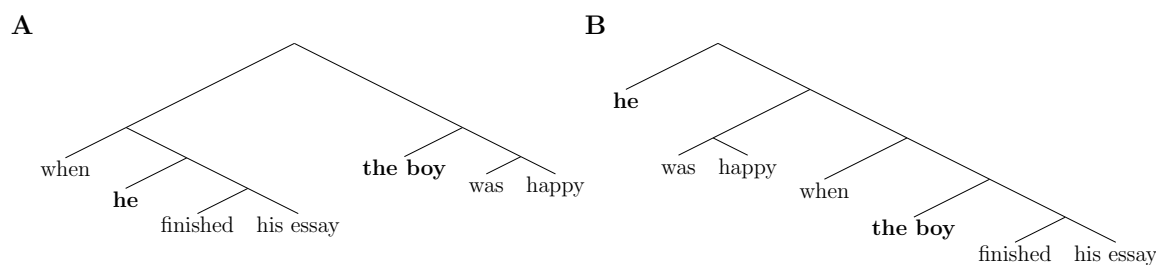 A
when he finished his essay the boy was happy
B
he was happy when the boy finished his essay